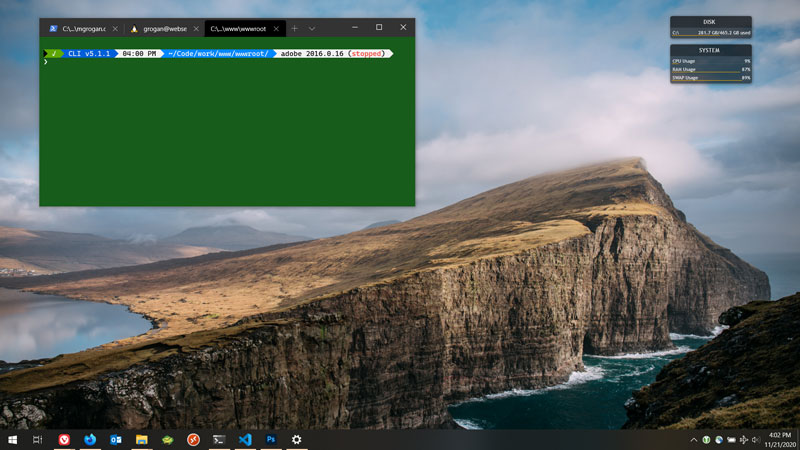 C:\...\mgrogan.c
grogan@webse
C:\...\www\wwwroot
✓ CLI v5.1.1 04:00 PM ~/Code/work/www/wwwroot/ adobe 2016.0.16 (stopped)
❯
DISK
C:\ 281.7 GB/465.2 GB used
SYSTEM
CPU Usage 9%
RAM Usage 67%
SWAP Usage 89%
4:02 PM
11/21/2020